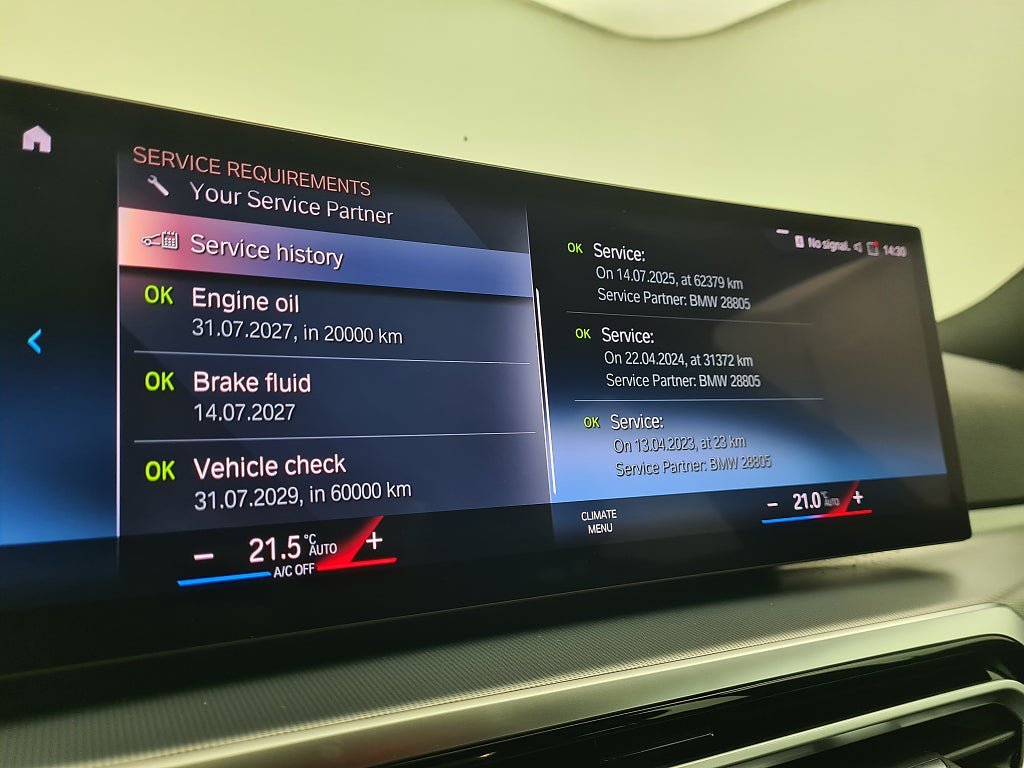 SERVICE REQUIREMENTS
Your Service Partner
Service history
OK Engine oil
31.07.2027, in 20000 km
OK Brake fluid
14.07.2027
OK Vehicle check
31.07.2029, in 60000 km
No signal. 14:30
OK Service:
On 14.07.2025, at 62379 km
Service Partner: BMW 28805
OK Service:
On 22.04.2024, at 31372 km
Service Partner: BMW 28805
OK Service:
On 13.04.2023, at 23 km
Service Partner: BMW 28805
− 21.5 °C AUTO +
A/C OFF
CLIMATE
MENU
− 21.0 °C AUTO +